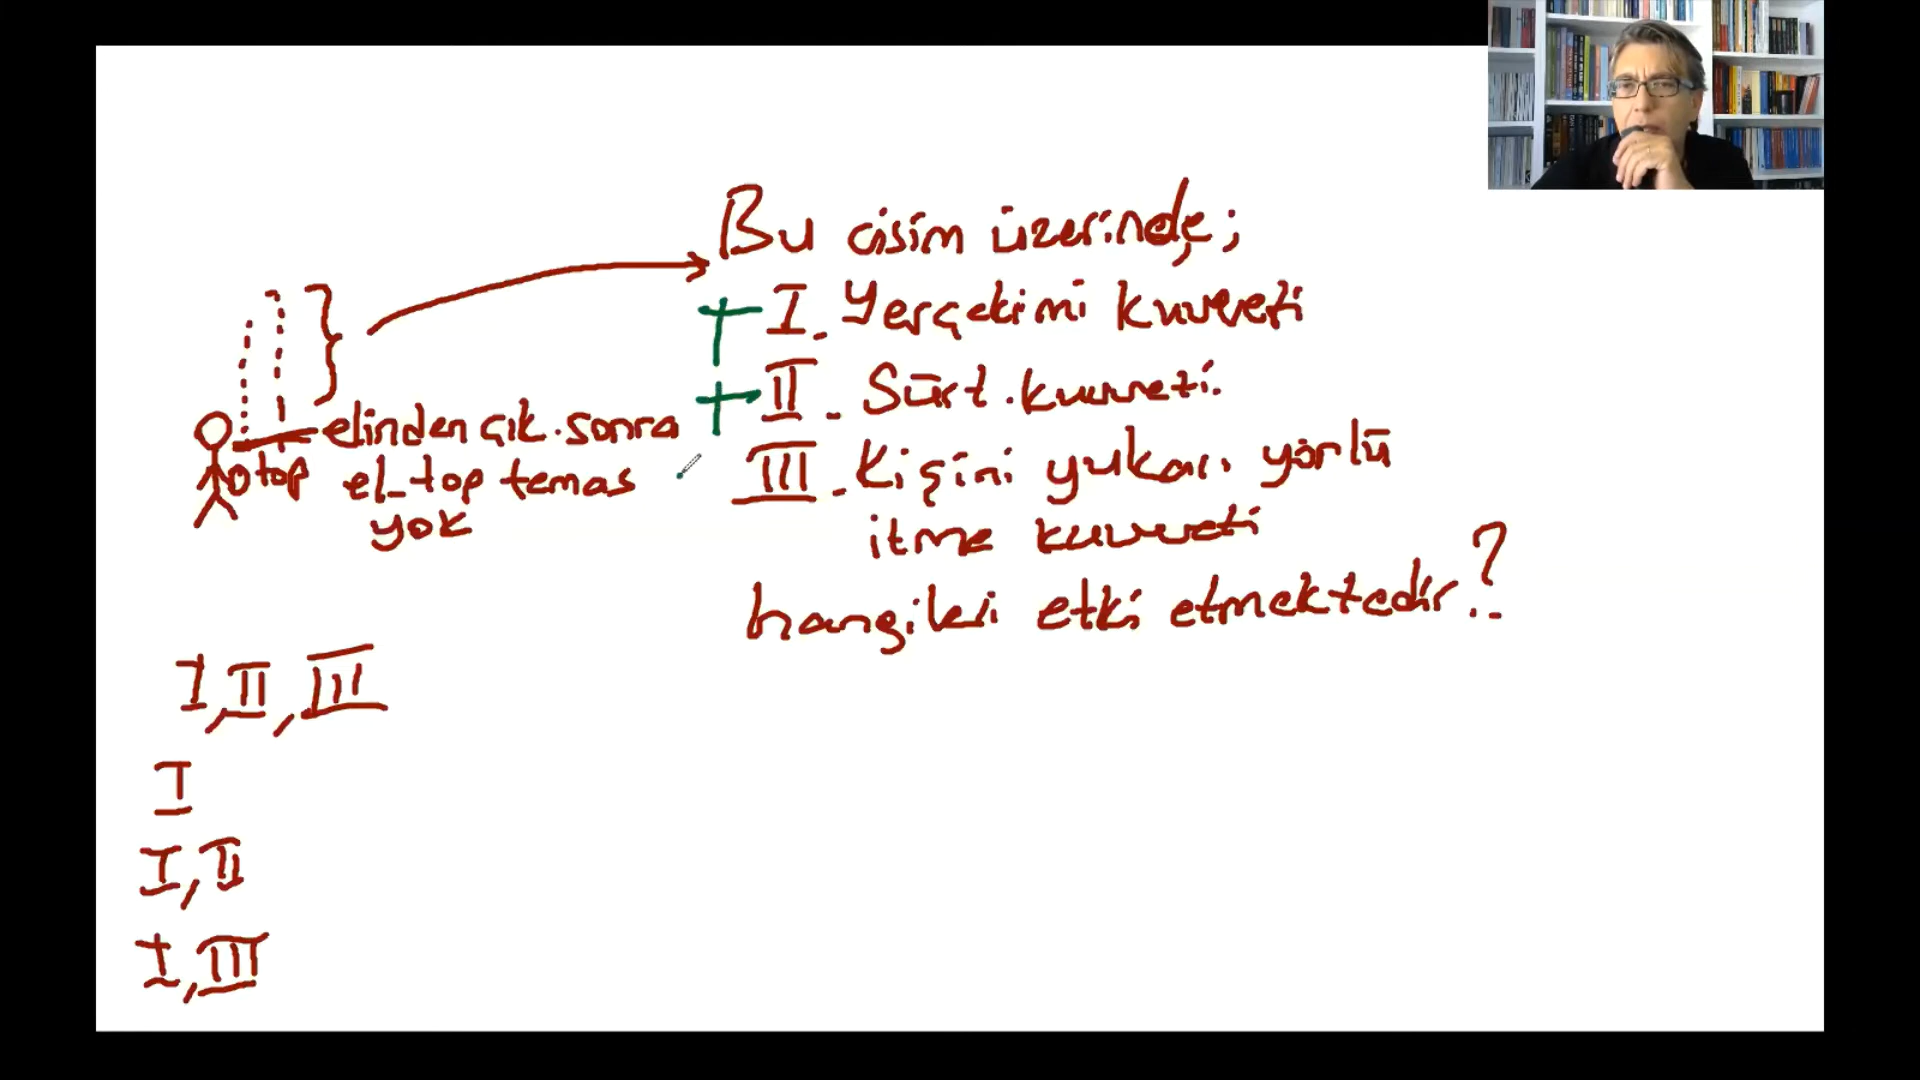 Bu cisim üzerinde;
I. Yerçekimi kuvveti
II. Sürt. kuvveti.
III. Kişini yukarı yönlü
itme kuvveti
hangileri etki etmektedir?
elinden çık. sonra
top el-top temas
yok
I, II, III
I
I, II
I, III